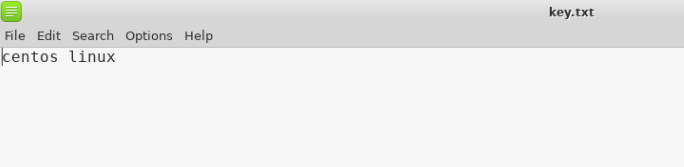 key.txt
File Edit Search Options Help
centos linux